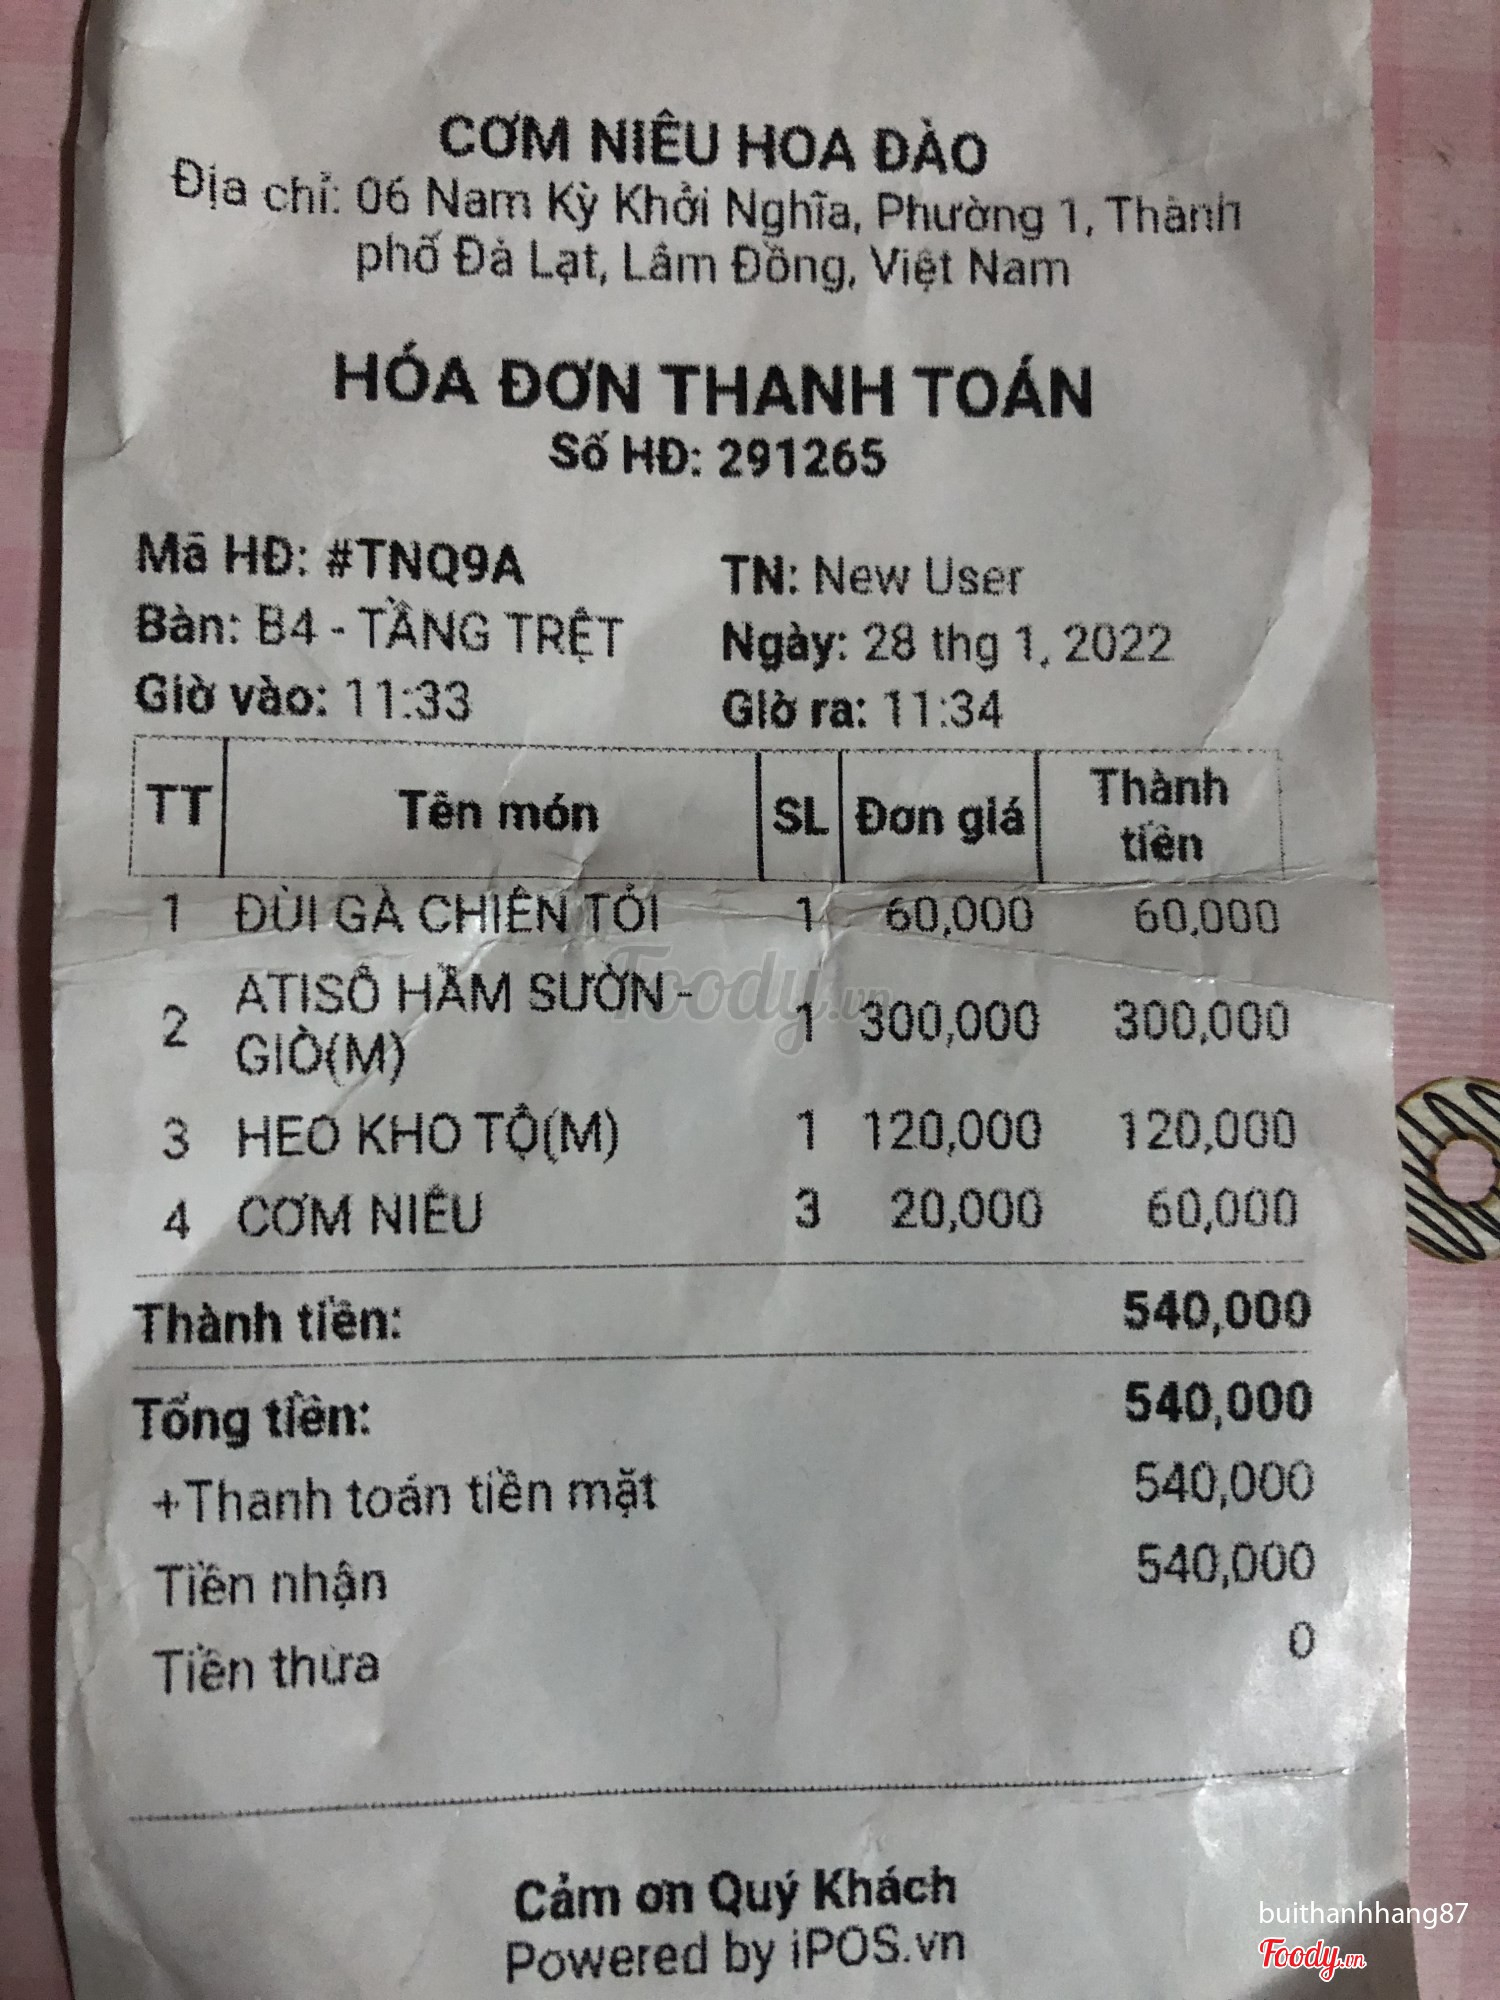 CƠM NIÊU HOA ĐÀO
Địa chỉ: 06 Nam Kỳ Khởi Nghĩa, Phường 1, Thành
phố Đà Lạt, Lâm Đồng, Việt Nam
HÓA ĐƠN THANH TOÁN
Số HĐ: 291265
Mã HĐ: #TNQ9A TN: New User
Bàn: B4 - TẦNG TRỆT Ngày: 28 thg 1, 2022
Giờ vào: 11:33 Giờ ra: 11:34
TT Tên món SL Đơn giá Thành
tiền
1 ĐÙI GÀ CHIÊN TỎI 1 60,000 60,000
2 ATISÔ HẦM SƯỜN -
GIÒ(M) 1 300,000 300,000
3 HEO KHO TỘ(M) 1 120,000 120,000
4 CƠM NIÊU 3 20,000 60,000
Thành tiền: 540,000
Tổng tiền: 540,000
+Thanh toán tiền mặt 540,000
Tiền nhận 540,000
Tiền thừa 0
Cảm ơn Quý Khách
Powered by iPOS.vn
Foody.vn
buithanhhang87
Foody.vn